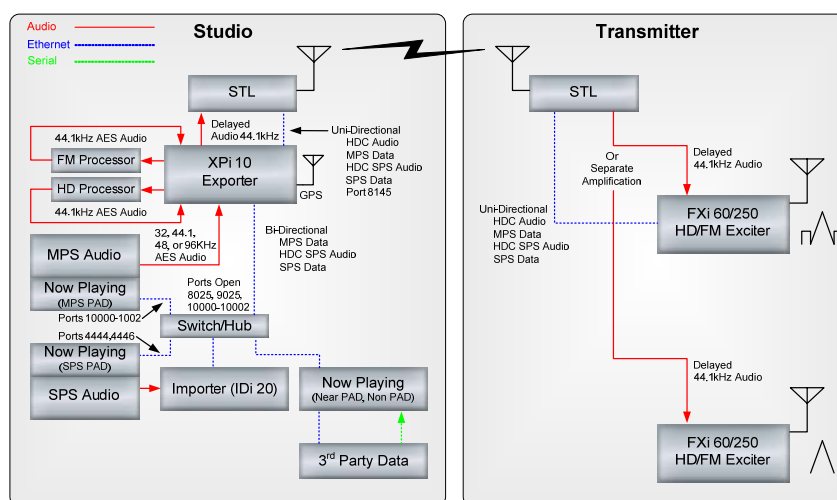 Audio
Ethernet
Serial
Studio
STL
Delayed
Audio 44.1kHz
Uni-Directional
HDC Audio
MPS Data
HDC SPS Audio
SPS Data
Port 8145
44.1kHz AES Audio
FM Processor
HD Processor
44.1kHz AES Audio
XPi 10
Exporter
GPS
32, 44.1,
48, or 96KHz
AES Audio
Bi-Directional
MPS Data
HDC SPS Audio
SPS Data
MPS Audio
Now Playing
(MPS PAD)
Ports 10000-1002
Ports Open
8025, 9025,
10000-10002
Switch/Hub
Ports 4444,4446
Now Playing
(SPS PAD)
SPS Audio
Importer (IDi 20)
Now Playing
(Near PAD, Non PAD)
3rd Party Data
Transmitter
STL
Or
Separate
Amplification
Delayed
44.1kHz Audio
Uni-Directional
HDC Audio
MPS Data
HDC SPS Audio
SPS Data
FXi 60/250
HD/FM Exciter
Delayed
44.1kHz Audio
FXi 60/250
HD/FM Exciter